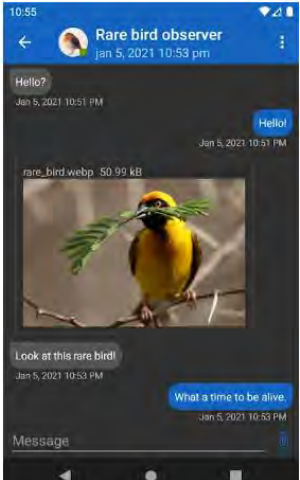 10:55
Rare bird observer
jan 5, 2021 10:53 pm
Hello?
Jan 5, 2021 10:51 PM
Hello!
Jan 5, 2021 10:51 PM
rare_bird.webp 50.99 kB
Look at this rare bird!
Jan 5, 2021 10:53 PM
What a time to be alive.
Jan 5, 2021 10:53 PM
Message